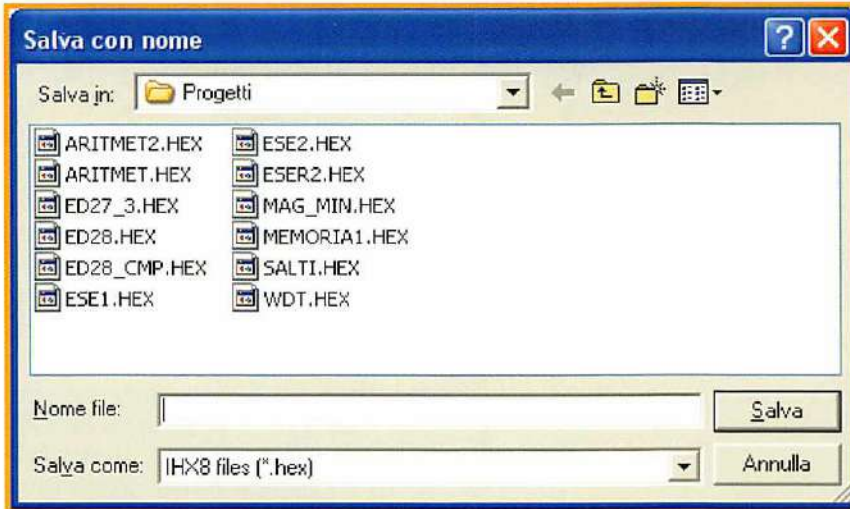 Salva con nome
Salva in: Progetti
ARITMET2.HEX ESE2.HEX
ARITMET.HEX ESER2.HEX
ED27_3.HEX MAG_MIN.HEX
ED28.HEX MEMORIA1.HEX
ED28_CMP.HEX SALTI.HEX
ESE1.HEX WDT.HEX
Nome file: Salva
Salva come: IHX8 files (*.hex) Annulla